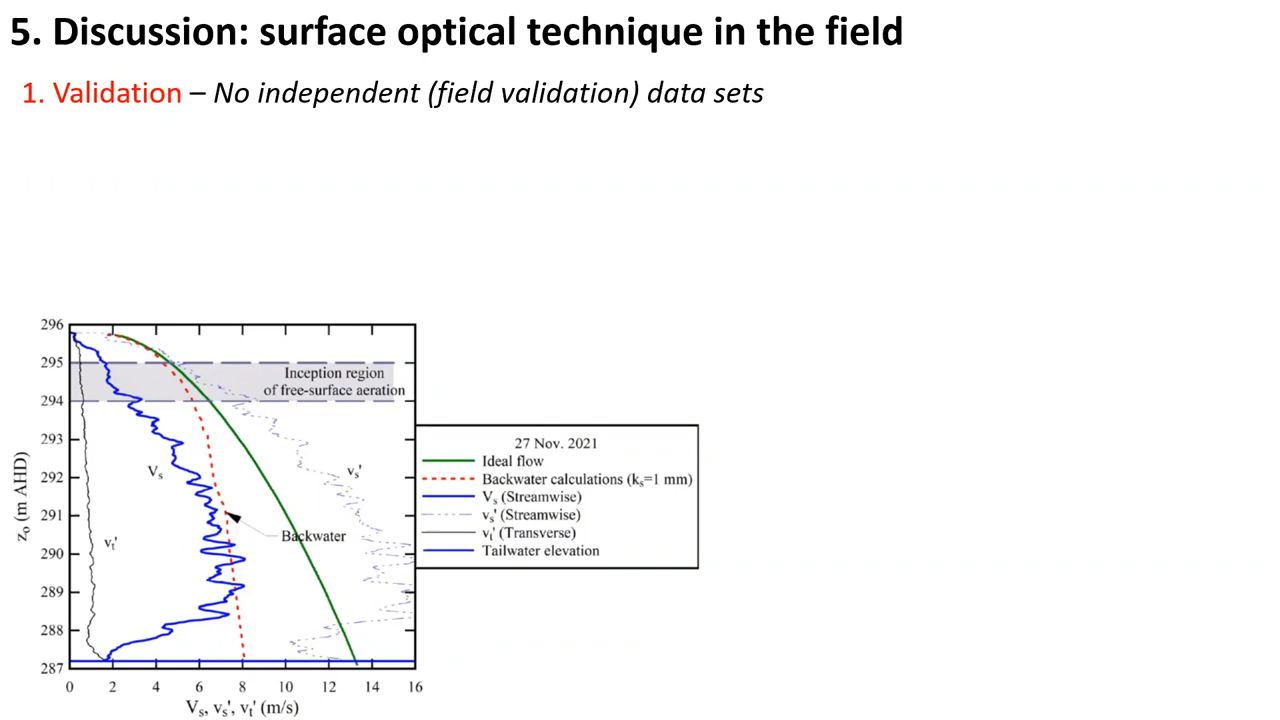 5. Discussion: surface optical technique in the field
1. Validation – No independent (field validation) data sets
296
295
294
293
292
291
290
289
288
287
z₀ (m AHD)
Inception region
of free-surface aeration
Vₛ
vₛ'
vₜ'
Backwater
27 Nov. 2021
Ideal flow
Backwater calculations (kₛ=1 mm)
Vₛ (Streamwise)
vₛ' (Streamwise)
vₜ' (Transverse)
Tailwater elevation
0 2 4 6 8 10 12 14 16
Vₛ, vₛ', vₜ' (m/s)